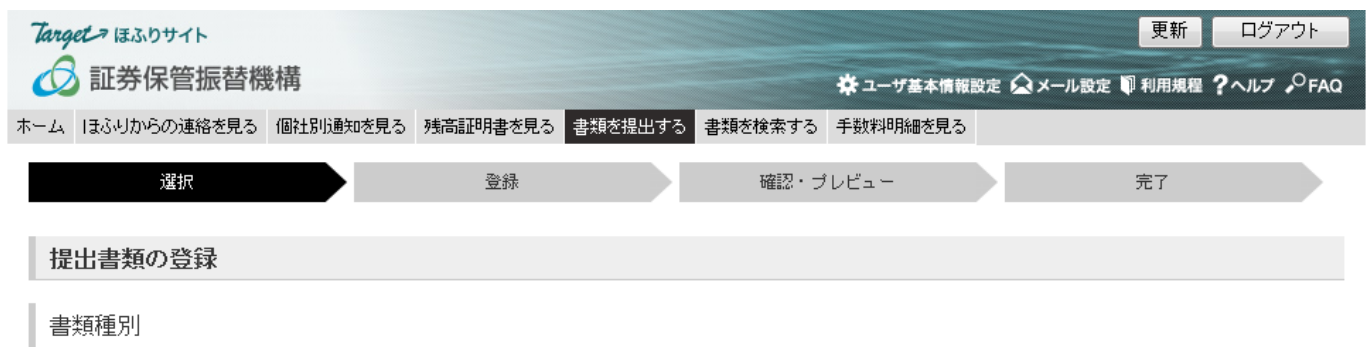 Target ほふりサイト
更新 ログアウト
証券保管振替機構
ユーザ基本情報設定 メール設定 利用規程 ?ヘルプ FAQ
ホーム ほふりからの連絡を見る 個社別通知を見る 残高証明書を見る 書類を提出する 書類を検索する 手数料明細を見る
選択 登録 確認・プレビュー 完了
提出書類の登録
書類種別